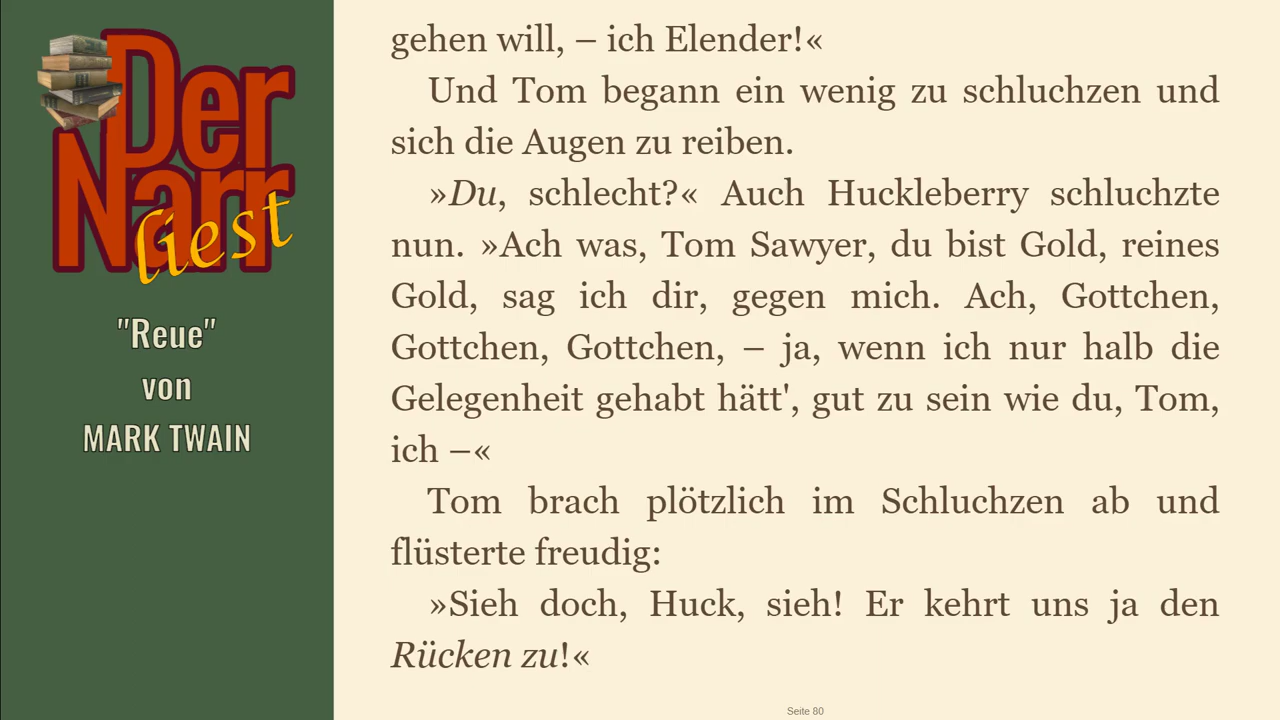 Der
Narr
liest
"Reue"
von
MARK TWAIN
gehen will, – ich Elender!«
Und Tom begann ein wenig zu schluchzen und
sich die Augen zu reiben.
»Du, schlecht?« Auch Huckleberry schluchzte
nun. »Ach was, Tom Sawyer, du bist Gold, reines
Gold, sag ich dir, gegen mich. Ach, Gottchen,
Gottchen, Gottchen, – ja, wenn ich nur halb die
Gelegenheit gehabt hätt', gut zu sein wie du, Tom,
ich –«
Tom brach plötzlich im Schluchzen ab und
flüsterte freudig:
»Sieh doch, Huck, sieh! Er kehrt uns ja den
Rücken zu!«
Seite 80